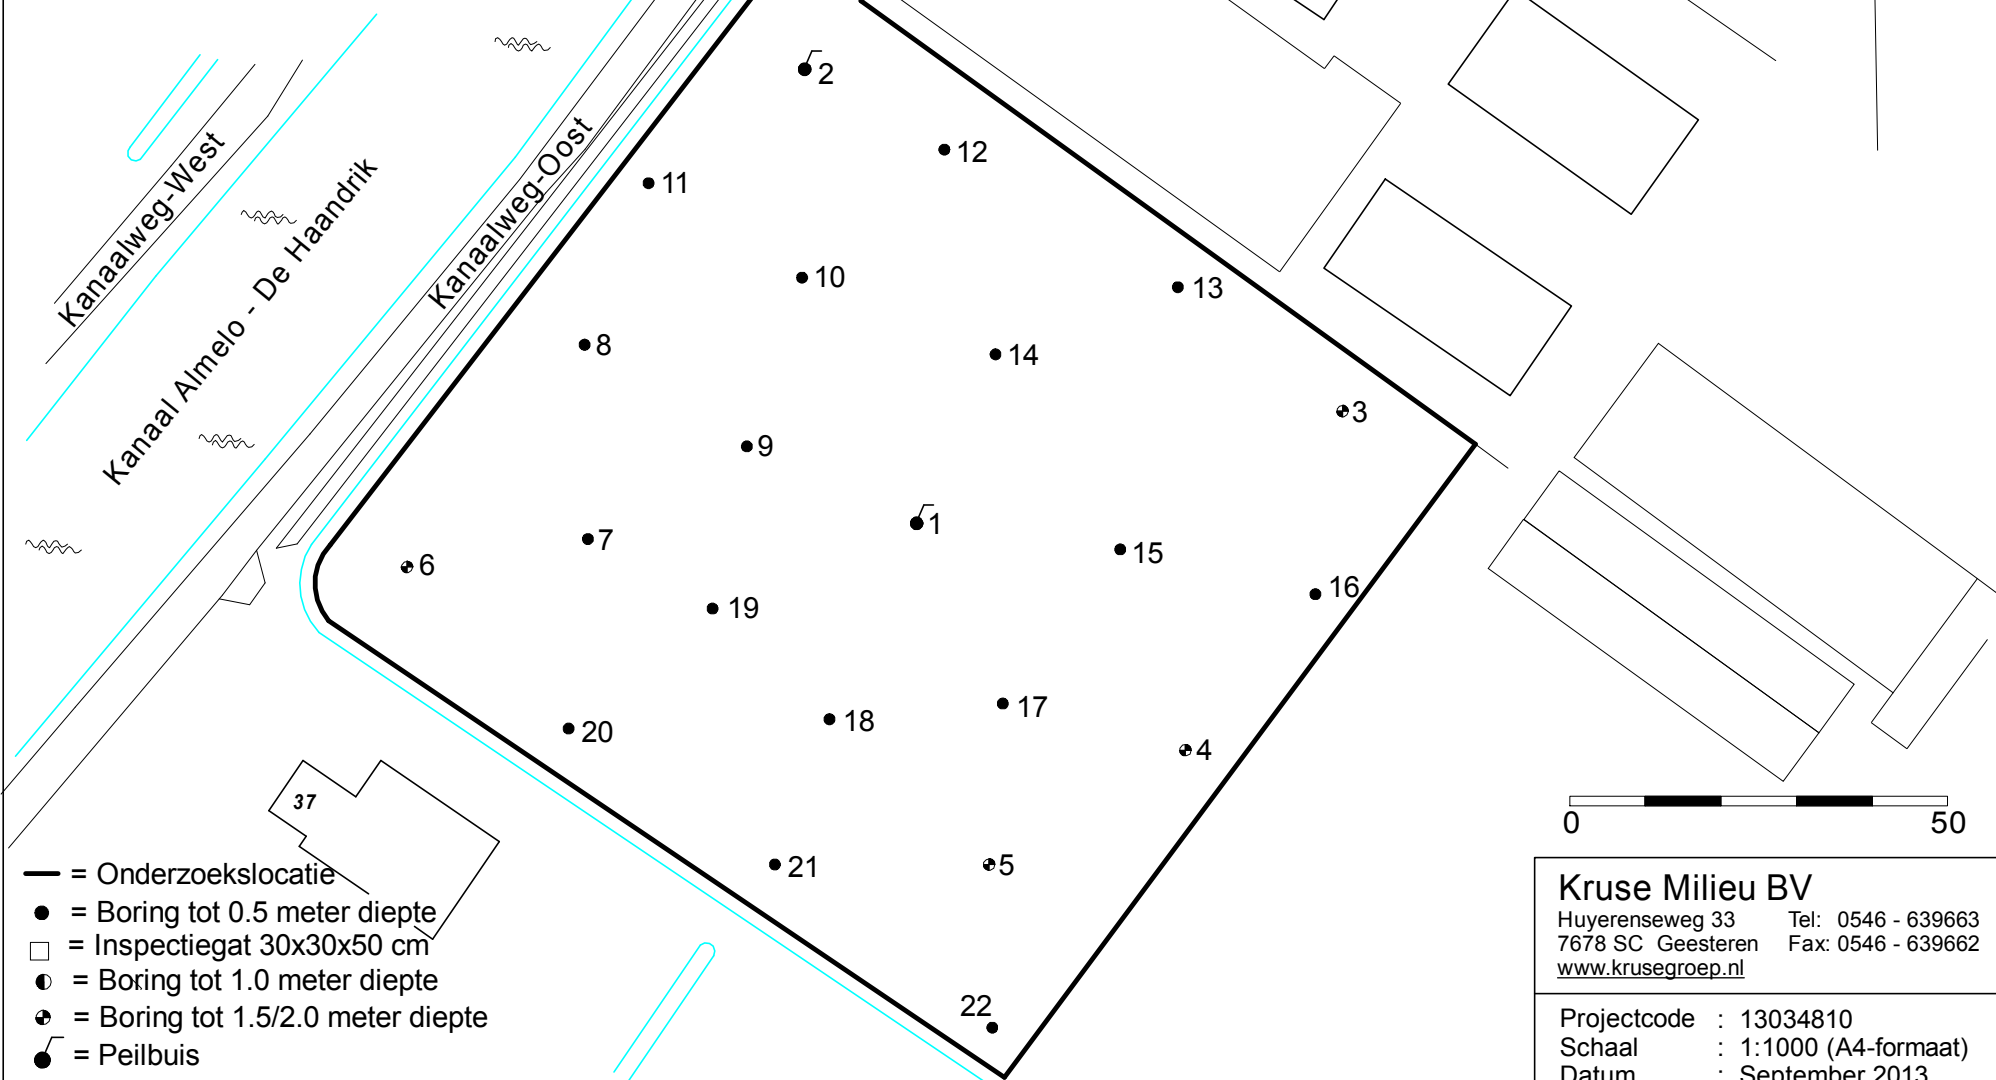 Kanaalweg-West
Kanaal Almelo - De Haandrik
Kanaalweg-Oost
2
12
11
10
13
8
14
3
9
1
7
15
6
16
19
17
18
20
4
21
5
22
37
0 50
= Onderzoekslocatie
= Boring tot 0.5 meter diepte
= Inspectiegat 30x30x50 cm
= Boring tot 1.0 meter diepte
= Boring tot 1.5/2.0 meter diepte
= Peilbuis
Kruse Milieu BV
Huyerenseweg 33 Tel: 0546 - 639663
7678 SC Geesteren Fax: 0546 - 639662
www.krusegroep.nl
Projectcode : 13034810
Schaal : 1:1000 (A4-formaat)
Datum : September 2013